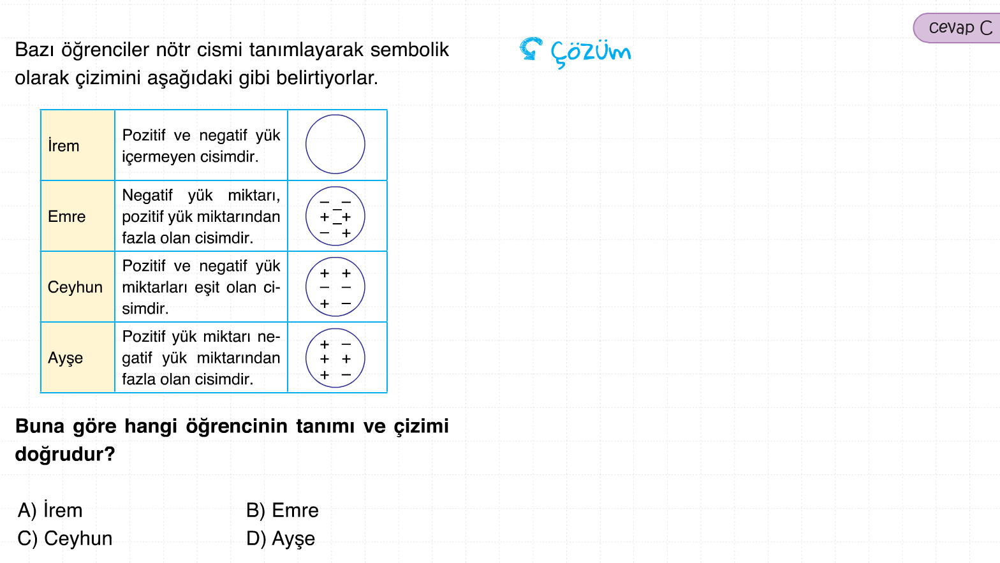 cevap C
Bazı öğrenciler nötr cismi tanımlayarak sembolik
olarak çizimini aşağıdaki gibi belirtiyorlar.
Çözüm
İrem
Pozitif ve negatif yük
içermeyen cisimdir.
Emre
Negatif yük miktarı,
pozitif yük miktarından
fazla olan cisimdir.
– –
–
+ +
–
– +
Ceyhun
Pozitif ve negatif yük
miktarları eşit olan ci-
simdir.
+ +
– –
+ –
Ayşe
Pozitif yük miktarı ne-
gatif yük miktarından
fazla olan cisimdir.
+ –
+ +
+ –
Buna göre hangi öğrencinin tanımı ve çizimi
doğrudur?
A) İrem
B) Emre
C) Ceyhun
D) Ayşe